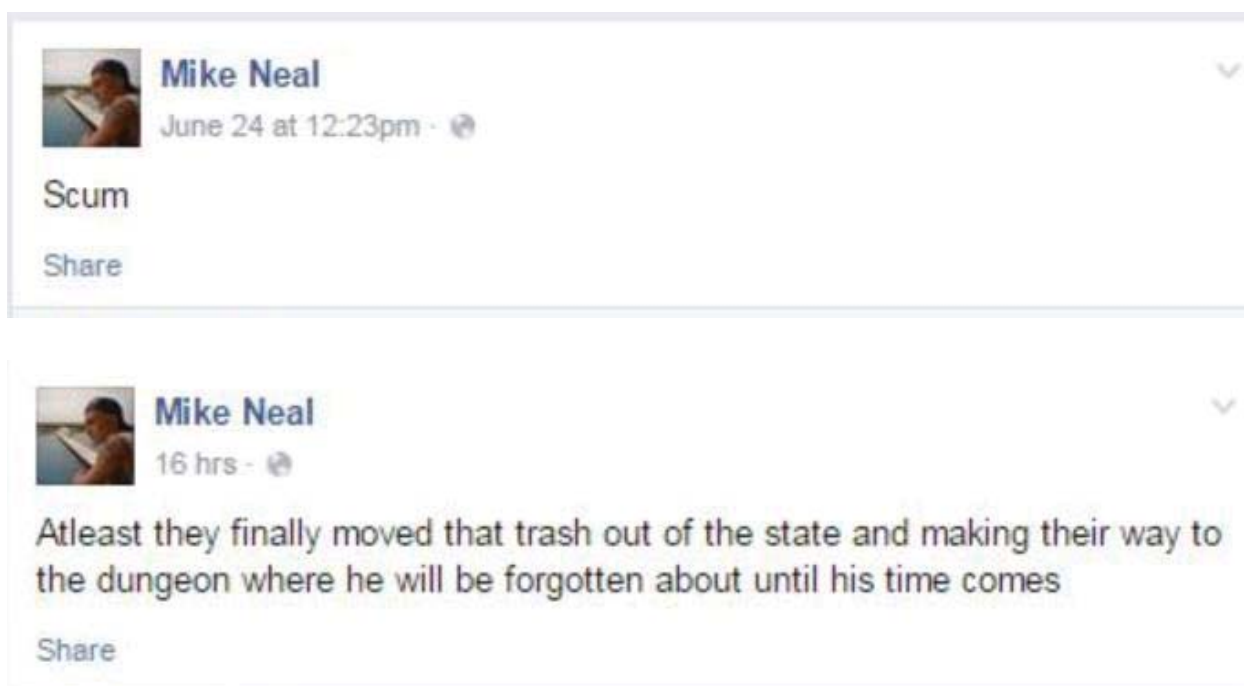 Mike Neal
June 24 at 12:23pm ·
Scum
Share
Mike Neal
16 hrs ·
Atleast they finally moved that trash out of the state and making their way to
the dungeon where he will be forgotten about until his time comes
Share